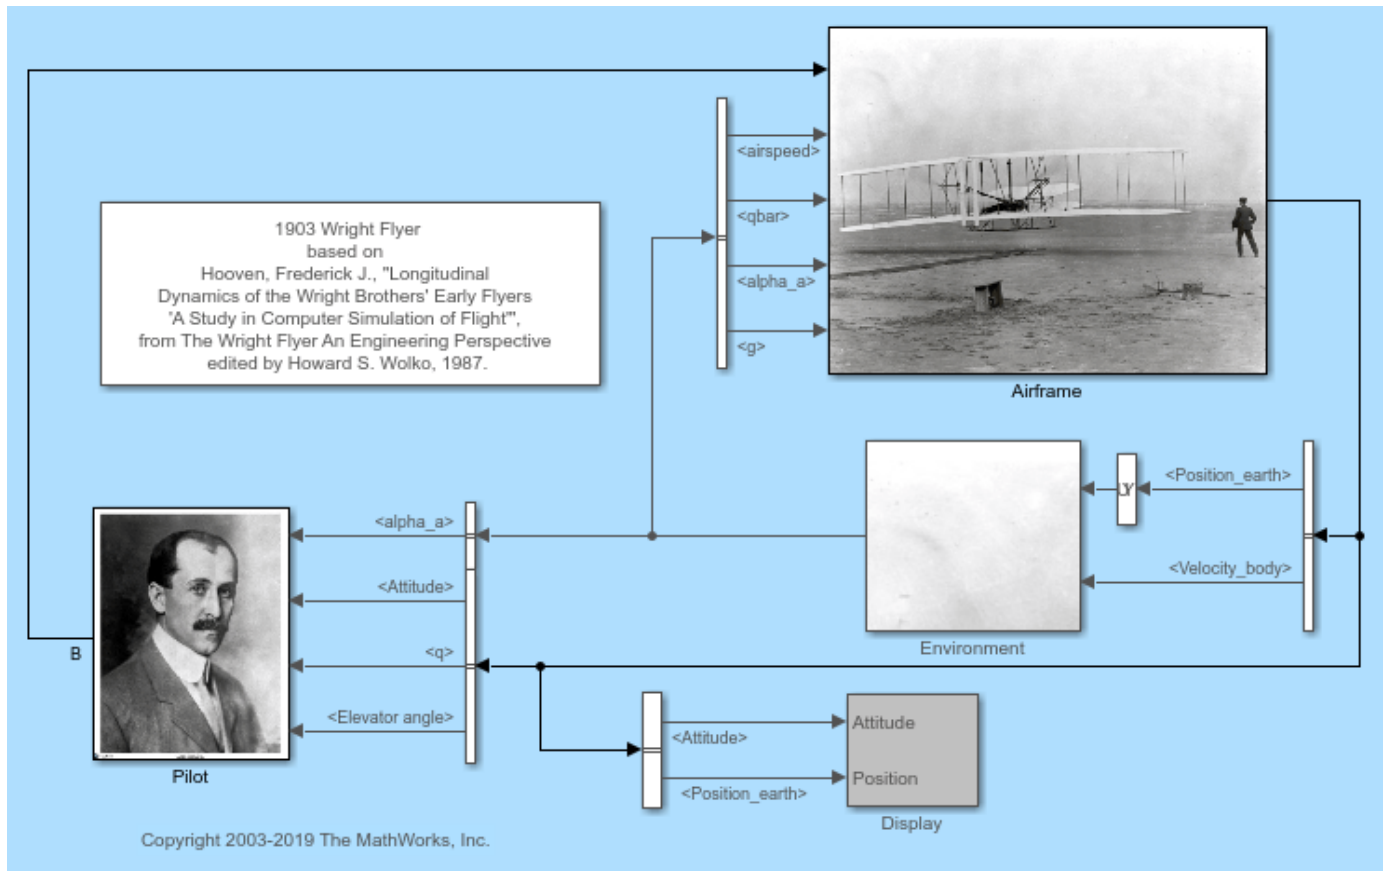 <airspeed>
<qbar>
<alpha_a>
<g>
Airframe
1903 Wright Flyer
based on
Hooven, Frederick J., "Longitudinal
Dynamics of the Wright Brothers' Early Flyers
'A Study in Computer Simulation of Flight'",
from The Wright Flyer An Engineering Perspective
edited by Howard S. Wolko, 1987.
<Position_earth>
UY
<Velocity_body>
Environment
<alpha_a>
<Attitude>
<q>
<Elevator angle>
B
Pilot
<Attitude>
<Position_earth>
Attitude
Position
Display
Copyright 2003-2019 The MathWorks, Inc.